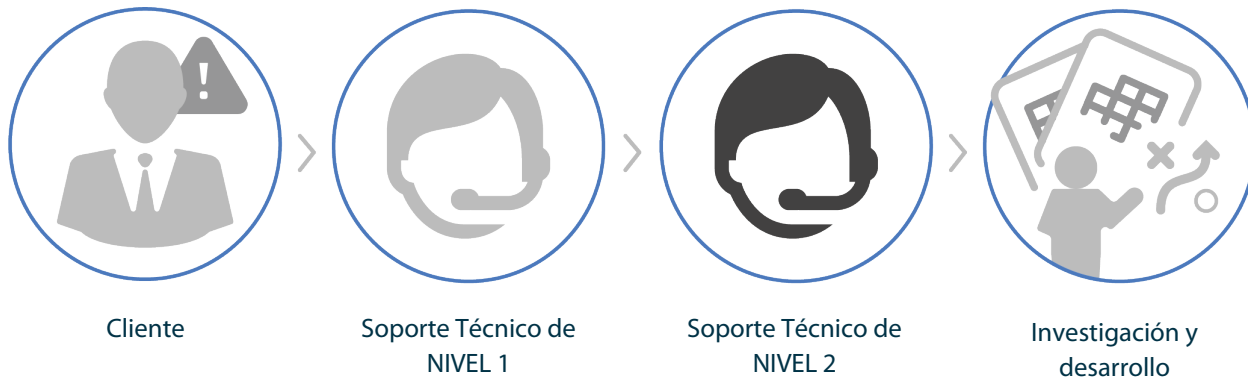 Cliente
Soporte Técnico de
NIVEL 1
Soporte Técnico de
NIVEL 2
Investigación y
desarrollo